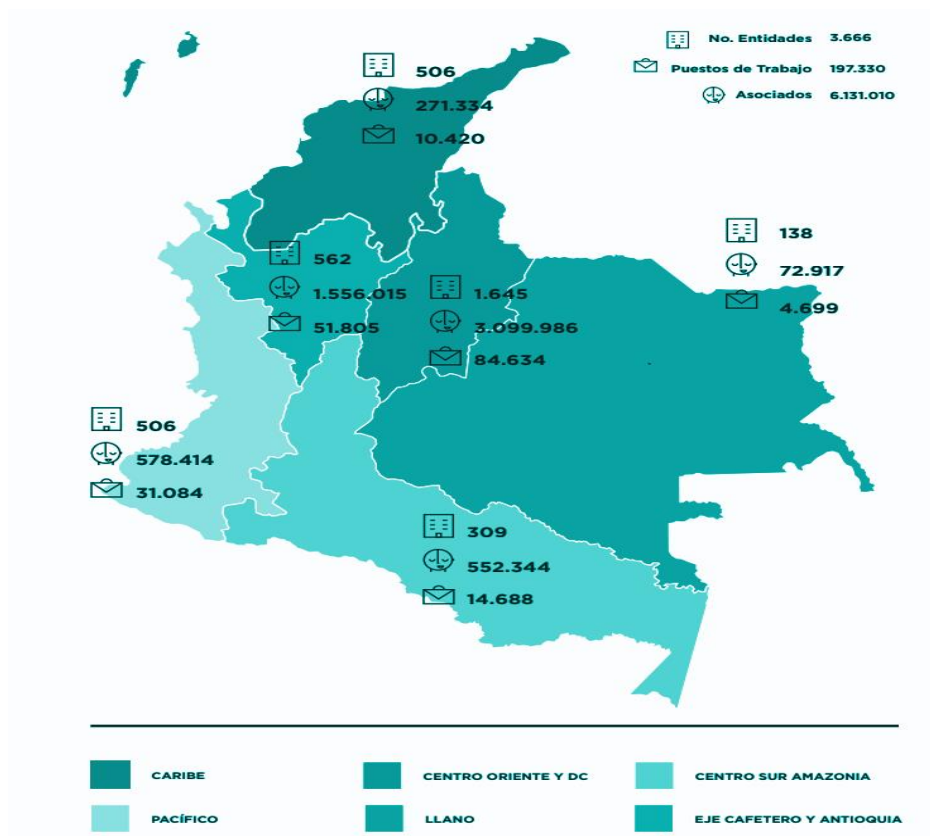 No. Entidades 3.666
Puestos de Trabajo 197.330
Asociados 6.131.010
506
271.334
10.420
138
72.917
4.699
562
1.556.015
51.805
1.645
3.099.986
84.634
506
578.414
31.084
309
552.344
14.688
CARIBE
CENTRO ORIENTE Y DC
CENTRO SUR AMAZONIA
PACÍFICO
LLANO
EJE CAFETERO Y ANTIOQUIA